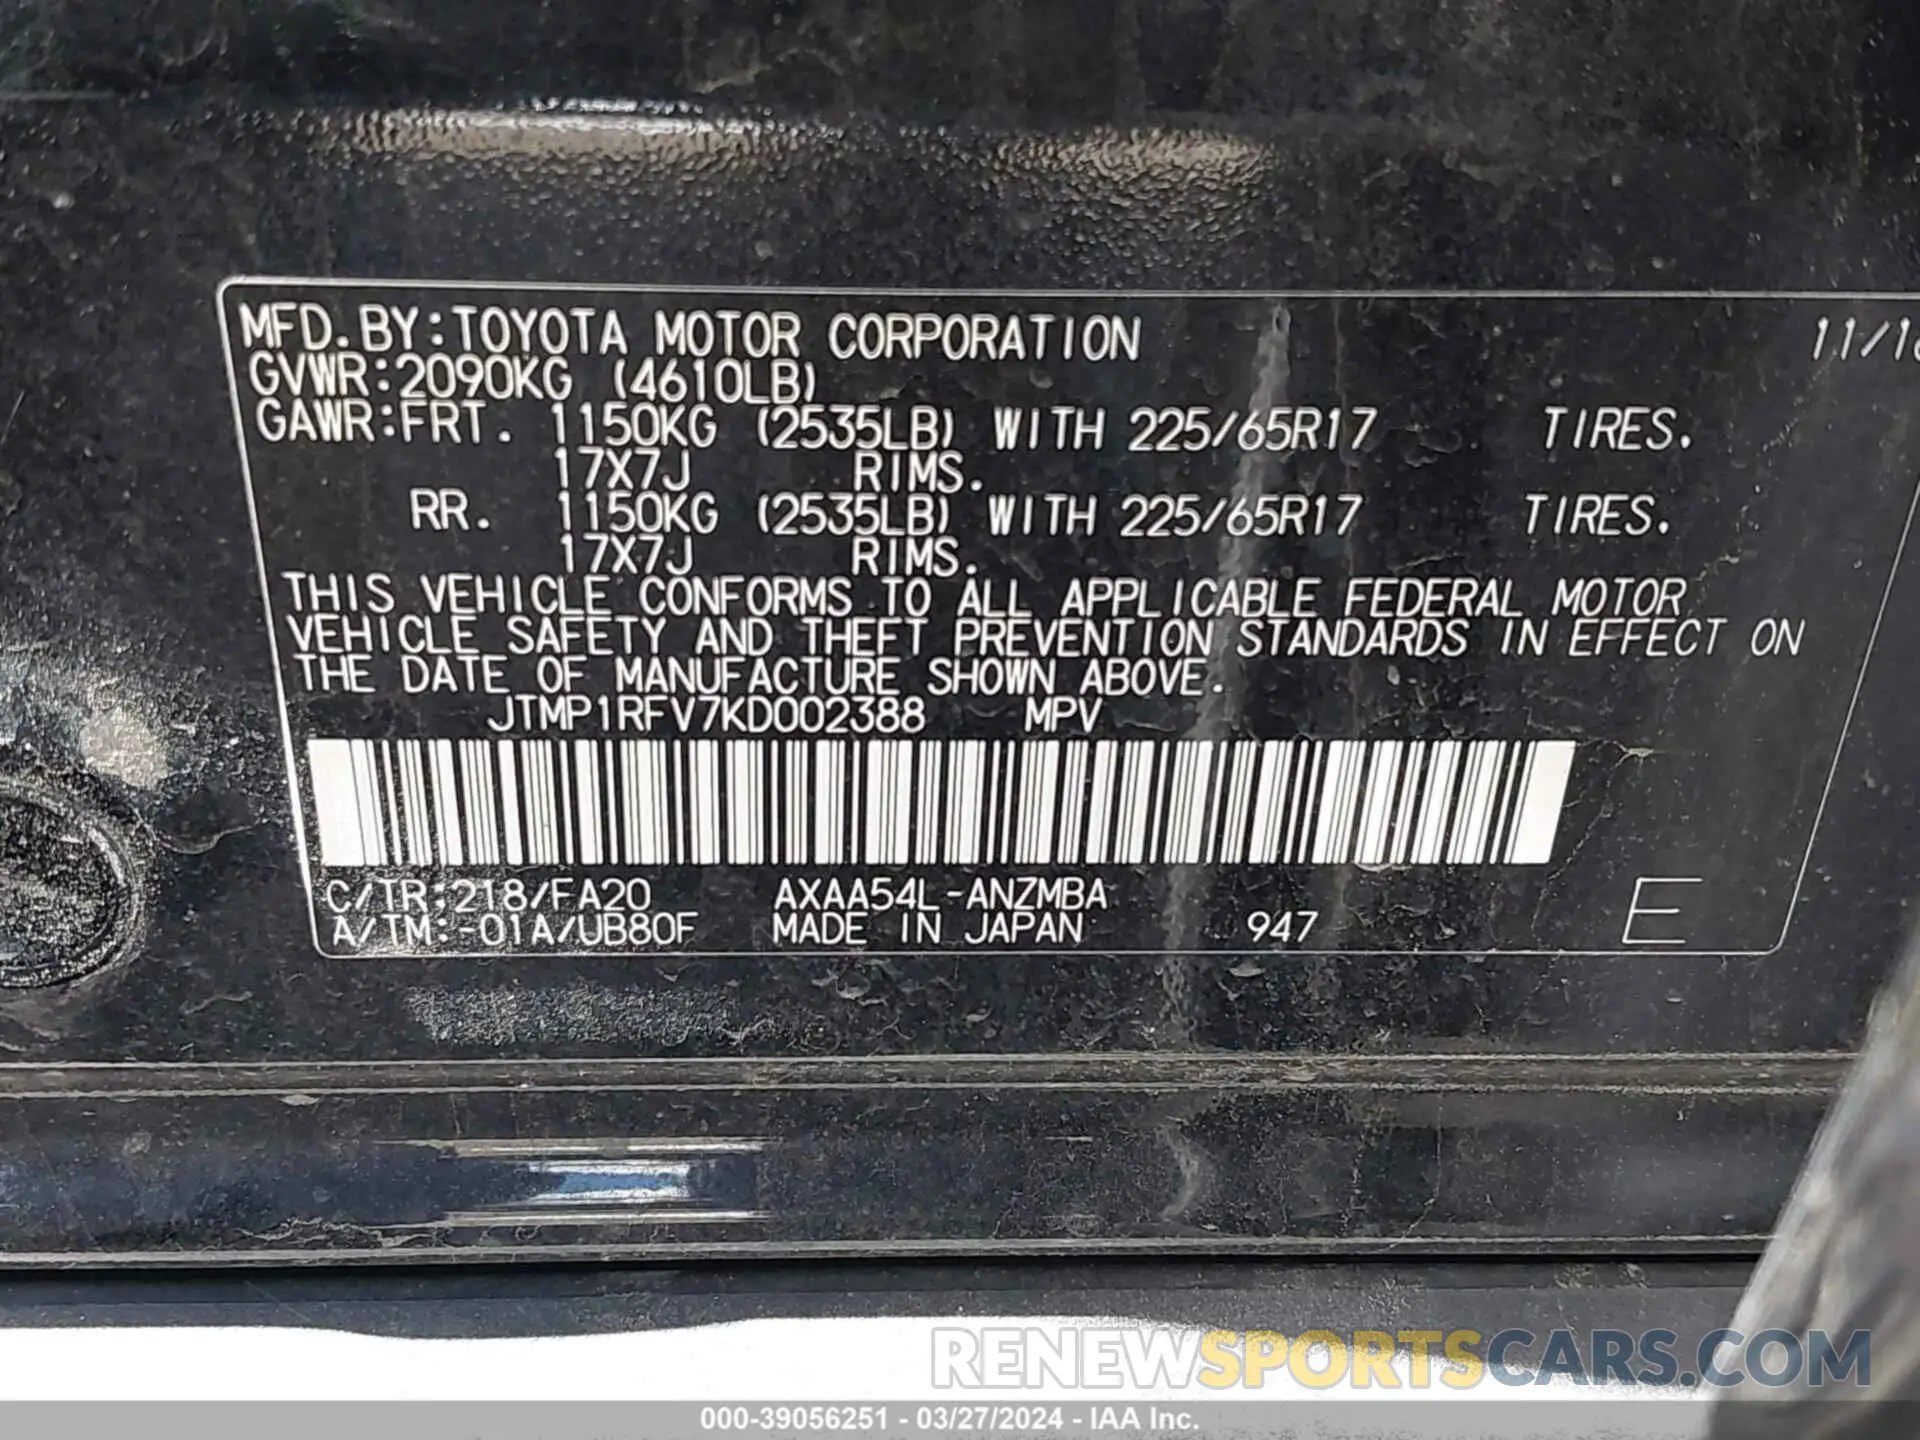 MFD. BY: TOYOTA MOTOR CORPORATION 11/18
GVWR: 2090KG (4610LB)
GAWR: FRT. 1150KG (2535LB) WITH 225/65R17 TIRES.
17X7J RIMS.
RR. 1150KG (2535LB) WITH 225/65R17 TIRES.
17X7J RIMS.
THIS VEHICLE CONFORMS TO ALL APPLICABLE FEDERAL MOTOR
VEHICLE SAFETY AND THEFT PREVENTION STANDARDS IN EFFECT ON
THE DATE OF MANUFACTURE SHOWN ABOVE.
JTMP1RFV7KD002388 MPV
C/TR: 218/FA20 AXAA54L-ANZMBA
A/TM: -01A/UB80F MADE IN JAPAN 947 E
RENEWSPORTSCARS.COM
000-39056251 - 03/27/2024 - IAA Inc.